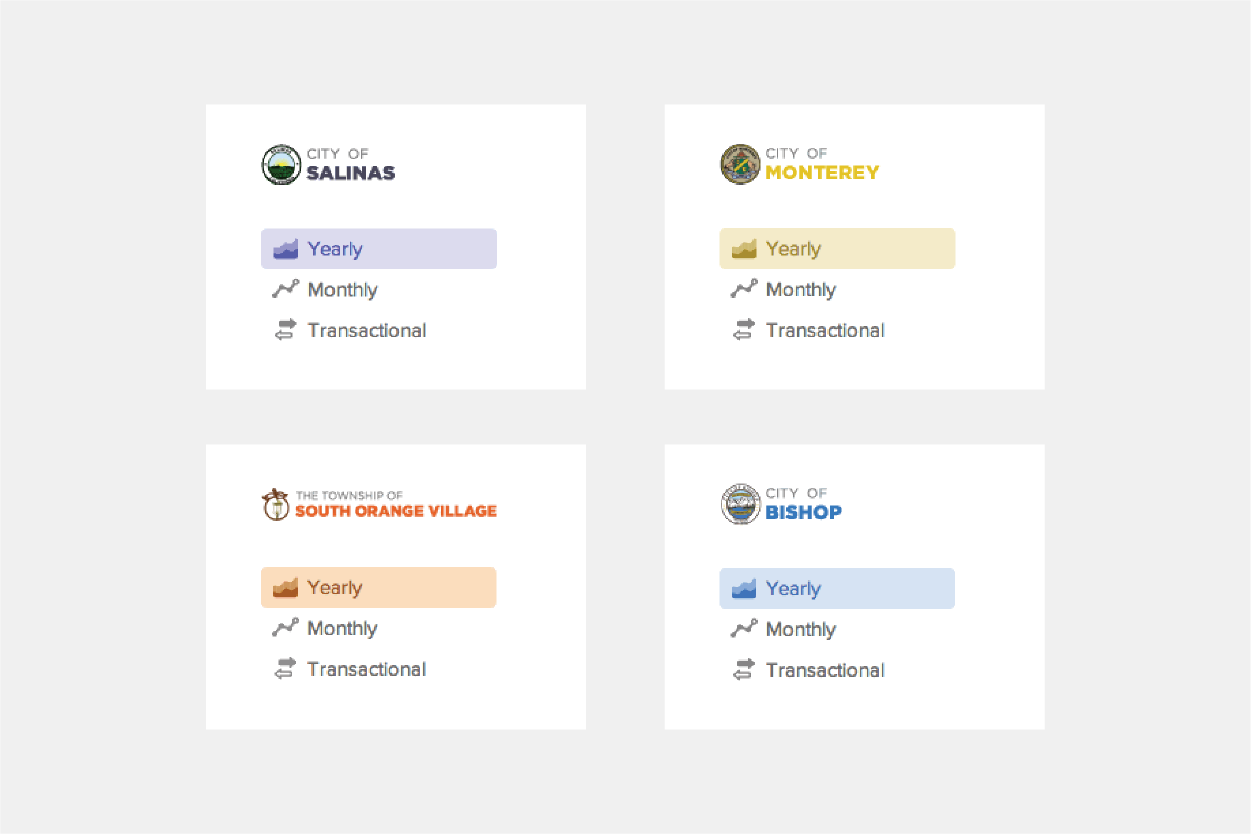 CITY OF
SALINAS
Yearly
Monthly
Transactional
CITY OF
MONTEREY
Yearly
Monthly
Transactional
THE TOWNSHIP OF
SOUTH ORANGE VILLAGE
Yearly
Monthly
Transactional
CITY OF
BISHOP
Yearly
Monthly
Transactional